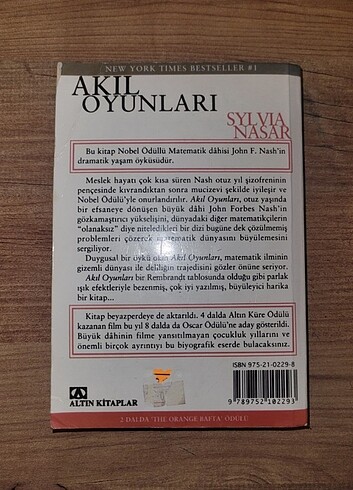 NEW YORK TIMES BESTSELLER #1
AKIL
OYUNLARI
SYLVIA
NASAR
Bu kitap Nobel Ödüllü Matematik dâhisi John F. Nash'in
dramatik yaşam öyküsüdür.
Meslek hayatı çok kısa süren Nash otuz yıl şizofreninin
pençesinde kıvrandıktan sonra mucizevi şekilde iyileşir ve
Nobel Ödülü'yle onurlandırılır. Akıl Oyunları, otuz yaşında
bir efsaneye dönüşen büyük dâhi John Forbes Nash'in
gözkamaştırıcı yükselişini, dünyadaki diğer matematikçilerin
"olanaksız" diye niteledikleri bir dizi bugüne dek çözülmemiş
problemleri çözerek matematik dünyasını büyülemesini
sergiliyor.
Duygusal bir öykü olan Akıl Oyunları, matematik ilminin
gizemli dünyası ile deliliğin trajedisini gözler önüne seriyor.
Akıl Oyunları bir Rembrandt tablosunda olduğu gibi parlak
ışık efektleriyle bezenmiş, çok iyi yazılmış, büyüleyici harika
bir kitap...
Kitap beyazperdeye de aktarıldı. 4 dalda Altın Küre Ödülü
kazanan film bu yıl 8 dalda da Oscar Ödülü'ne aday gösterildi.
Büyük dâhinin filme yansıtılmayan çocukluk yıllarını ve
önemli birçok ayrıntıyı bu biyografik eserde bulacaksınız.
ISBN 975-21-0229-8
9 789752 102293
ALTIN KİTAPLAR
2 DALDA 'THE ORANGE BAFTA' ÖDÜLÜ